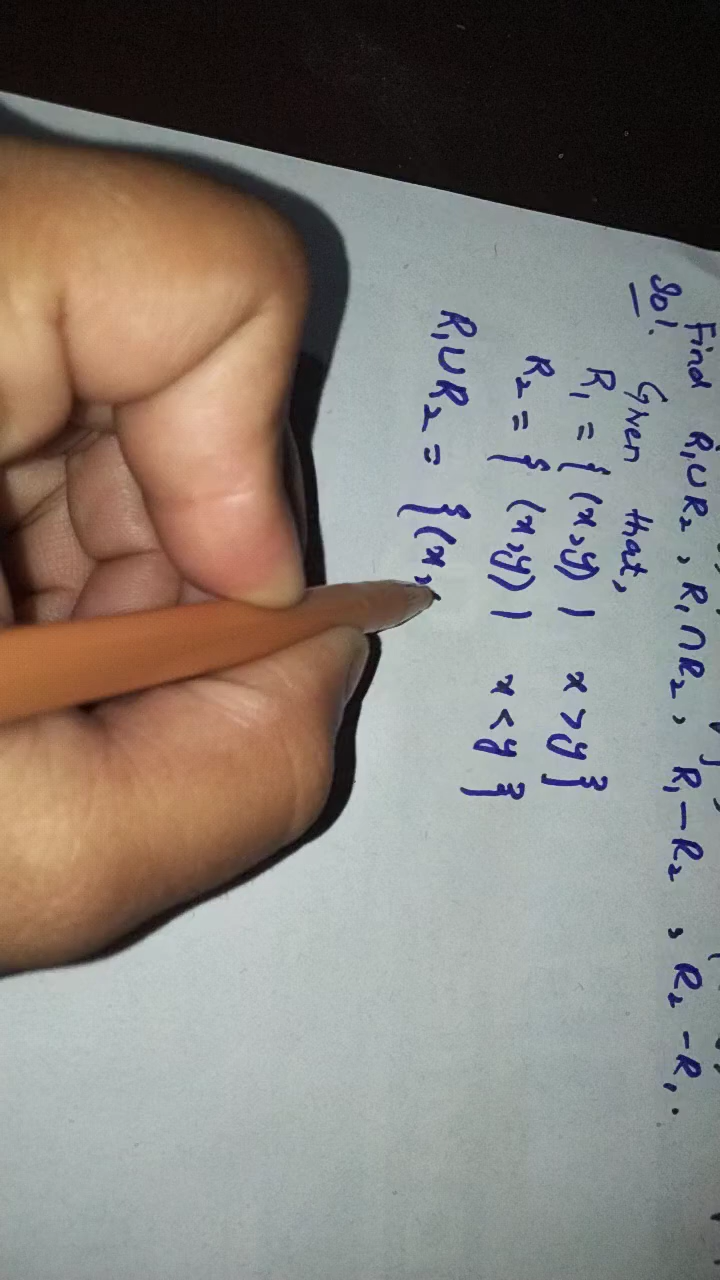 Find R₁∪R₂, R₁∩R₂, R₁−R₂, R₂−R₁.
Sol. Given that,
R₁ = { (x,y) | x > y }
R₂ = { (x,y) | x < y }
R₁∪R₂ = { (x,